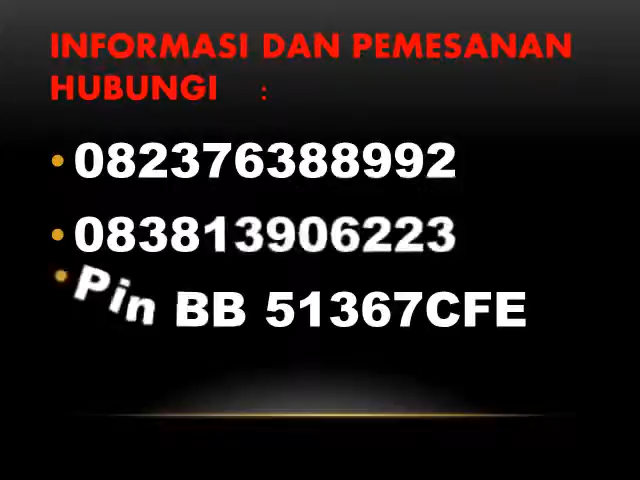 INFORMASI DAN PEMESANAN
HUBUNGI :
• 082376388992
• 083813906223
• Pin BB 51367CFE